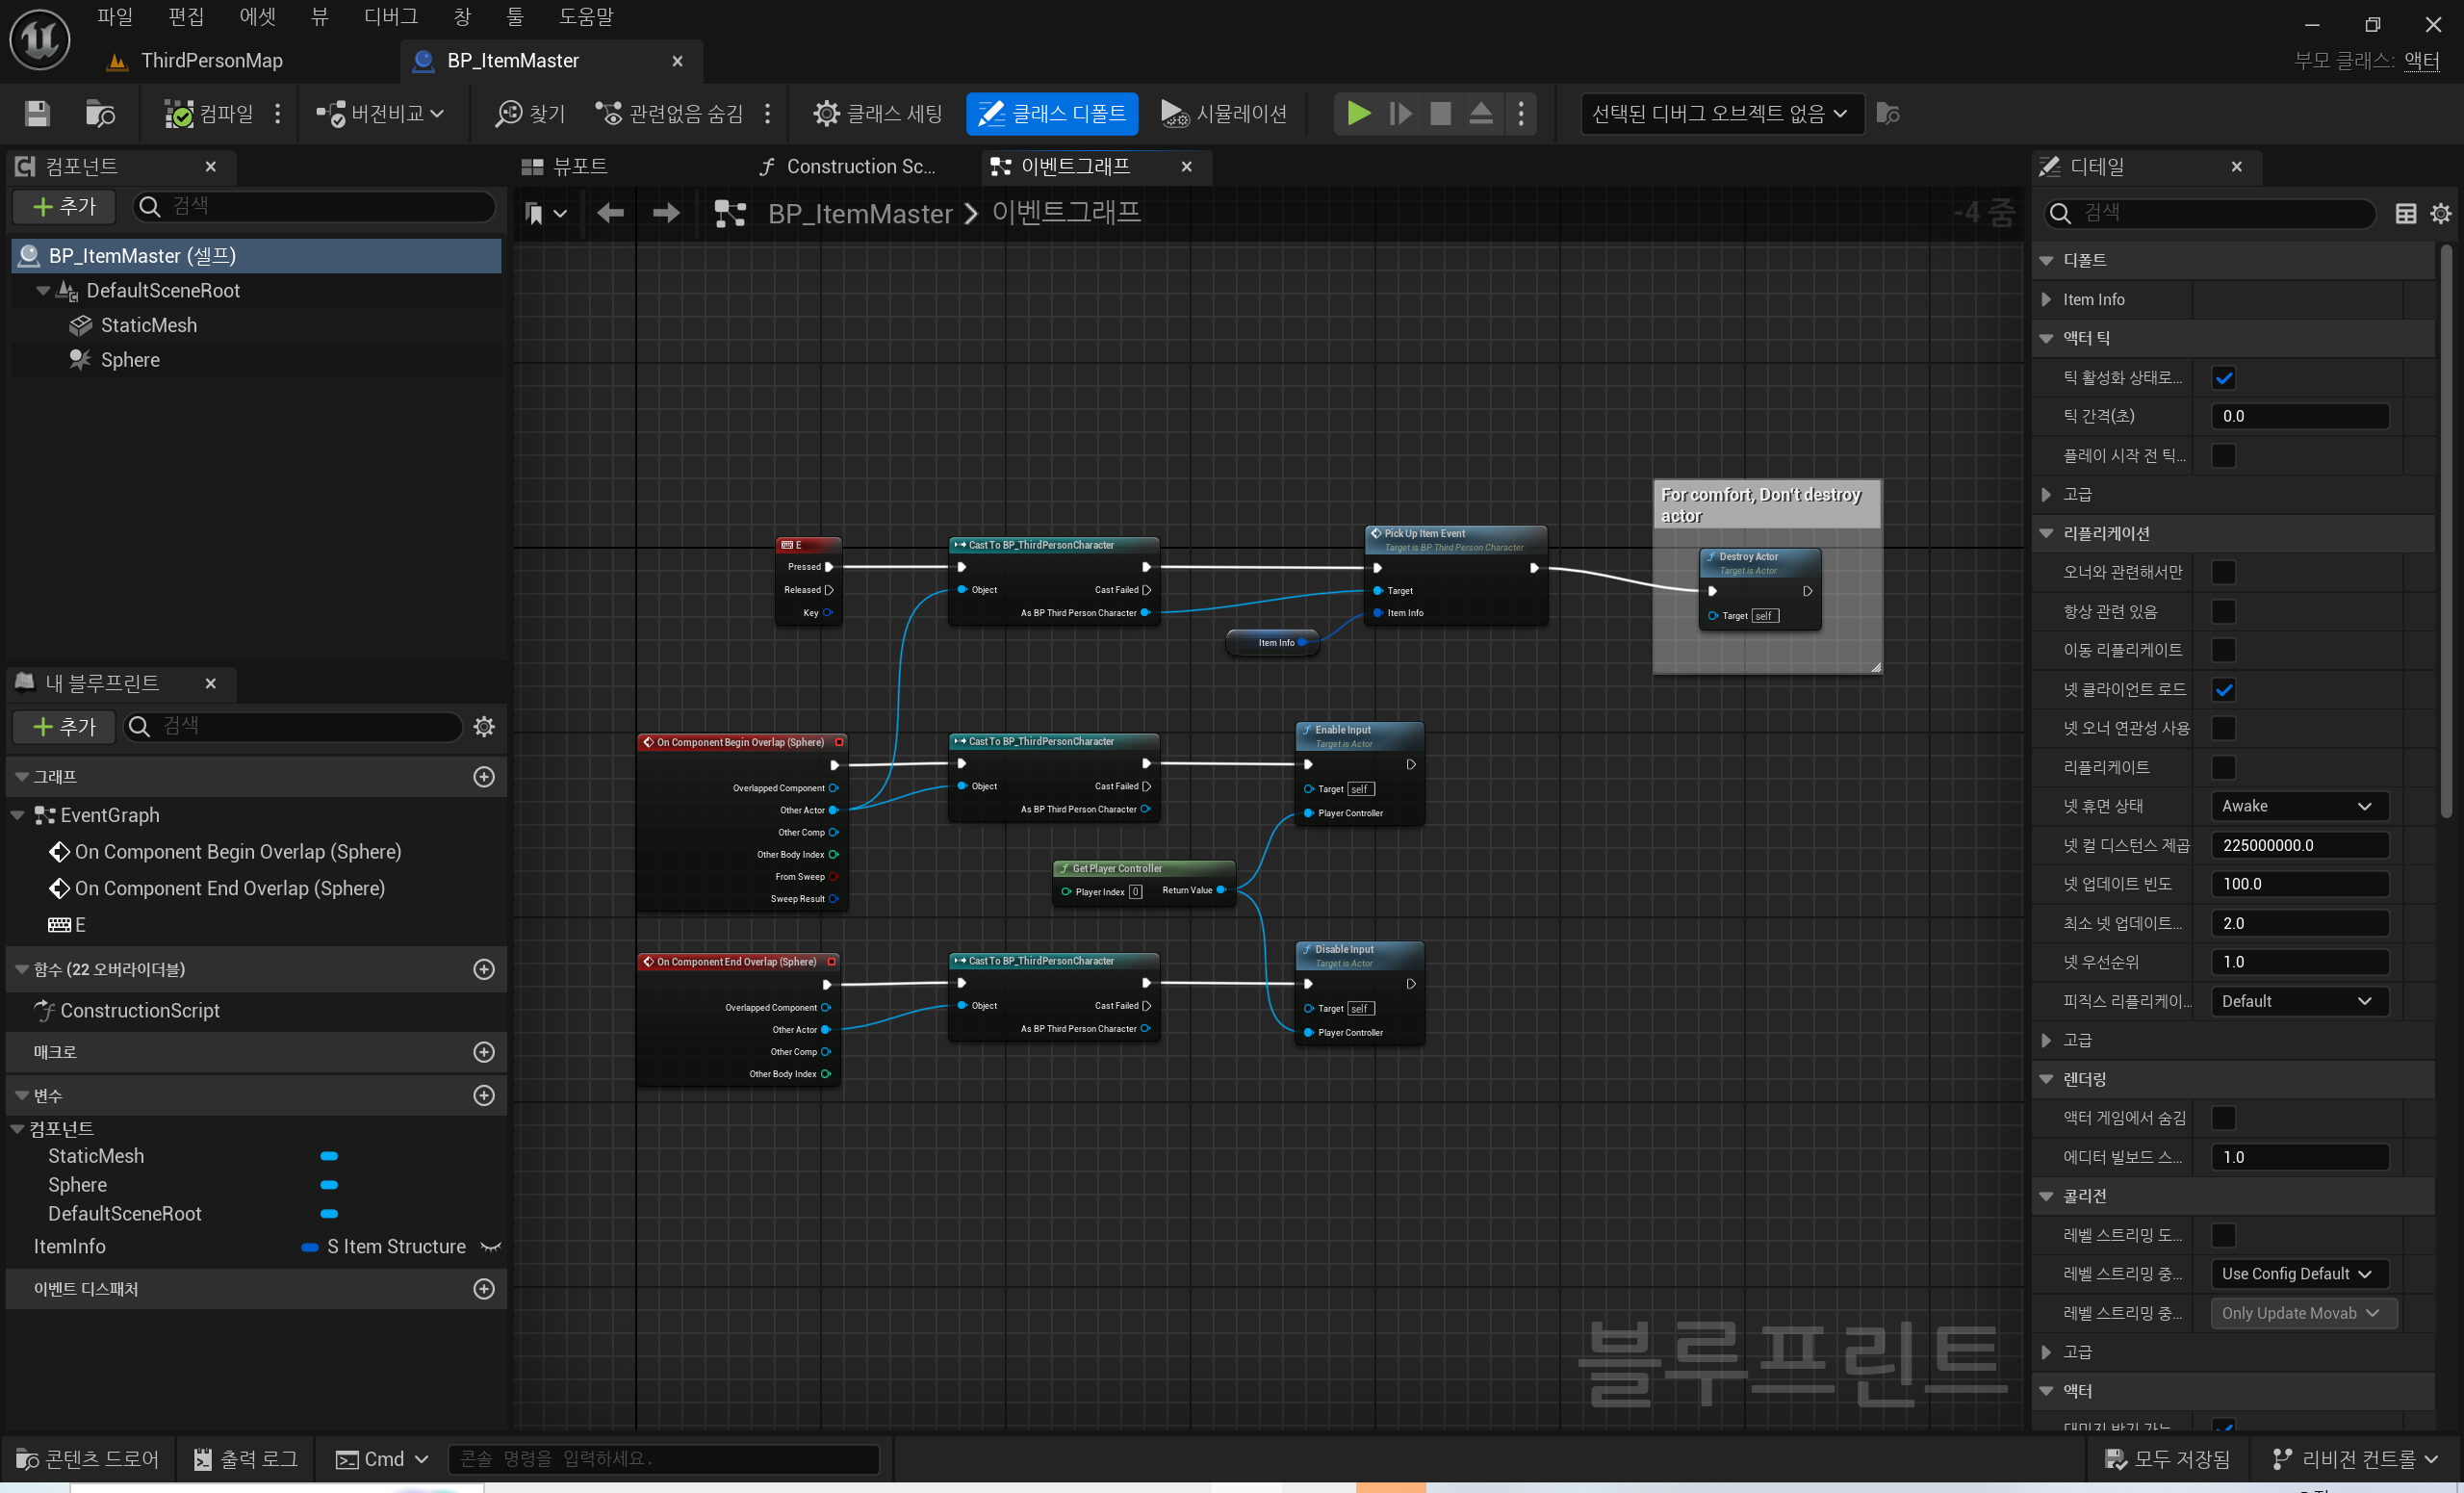 파일 편집 에셋 뷰 디버그 창 툴 도움말
ThirdPersonMap
BP_ItemMaster
부모 클래스: 액터
컴파일
버전비교
찾기
관련없음 숨김
클래스 세팅
클래스 디폴트
시뮬레이션
선택된 디버그 오브젝트 없음
컴포넌트
추가
검색
BP_ItemMaster (셀프)
DefaultSceneRoot
StaticMesh
Sphere
내 블루프린트
추가
검색
그래프
EventGraph
On Component Begin Overlap (Sphere)
On Component End Overlap (Sphere)
E
함수 (22 오버라이더블)
ConstructionScript
매크로
변수
컴포넌트
StaticMesh
Sphere
DefaultSceneRoot
ItemInfo
S Item Structure
이벤트 디스패처
뷰포트
Construction Sc...
이벤트그래프
BP_ItemMaster > 이벤트그래프
-4 줌
E
Pressed
Released
Key
Cast To BP_ThirdPersonCharacter
Object
Cast Failed
As BP Third Person Character
Pick Up Item Event
Target is BP Third Person Character
Target
Item Info
Item Info
For comfort, Don't destroy
actor
Destroy Actor
Target is Actor
Target self
On Component Begin Overlap (Sphere)
Overlapped Component
Other Actor
Other Comp
Other Body Index
From Sweep
Sweep Result
Cast To BP_ThirdPersonCharacter
Object
Cast Failed
As BP Third Person Character
Enable Input
Target is Actor
Target self
Player Controller
Get Player Controller
Player Index 0
Return Value
On Component End Overlap (Sphere)
Overlapped Component
Other Actor
Other Comp
Other Body Index
Cast To BP_ThirdPersonCharacter
Object
Cast Failed
As BP Third Person Character
Disable Input
Target is Actor
Target self
Player Controller
블루프린트
디테일
검색
디폴트
Item Info
액터 틱
틱 활성화 상태로...
틱 간격(초) 0.0
플레이 시작 전 틱...
고급
리플리케이션
오너와 관련해서만
항상 관련 있음
이동 리플리케이트
넷 클라이언트 로드
넷 오너 연관성 사용
리플리케이트
넷 휴면 상태 Awake
넷 컬 디스턴스 제곱 225000000.0
넷 업데이트 빈도 100.0
최소 넷 업데이트... 2.0
넷 우선순위 1.0
피직스 리플리케이... Default
고급
렌더링
액터 게임에서 숨김
에디터 빌보드 스... 1.0
콜리전
레벨 스트리밍 도...
레벨 스트리밍 중... Use Config Default
레벨 스트리밍 중... Only Update Movab
고급
액터
콘텐츠 드로어
출력 로그
Cmd
콘솔 명령을 입력하세요.
모두 저장됨
리비전 컨트롤